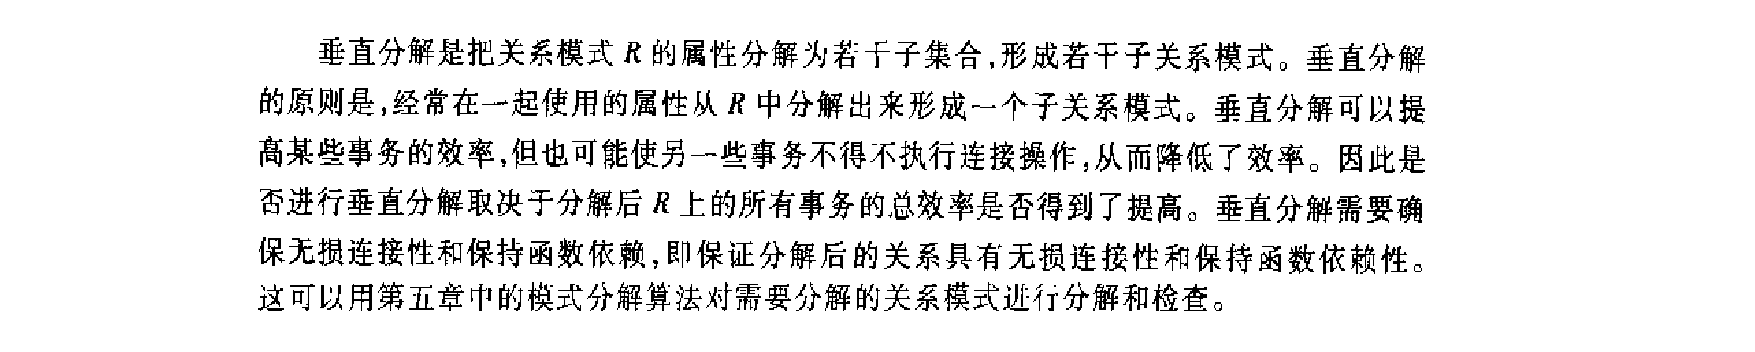 垂直分解是把关系模式 R 的属性分解为若干子集合,形成若干子关系模式。垂直分解
的原则是,经常在一起使用的属性从 R 中分解出来形成一个子关系模式。垂直分解可以提
高某些事务的效率,但也可能使另一些事务不得不执行连接操作,从而降低了效率。因此是
否进行垂直分解取决于分解后 R 上的所有事务的总效率是否得到了提高。垂直分解需要确
保无损连接性和保持函数依赖,即保证分解后的关系具有无损连接性和保持函数依赖性。
这可以用第五章中的模式分解算法对需要分解的关系模式进行分解和检查。